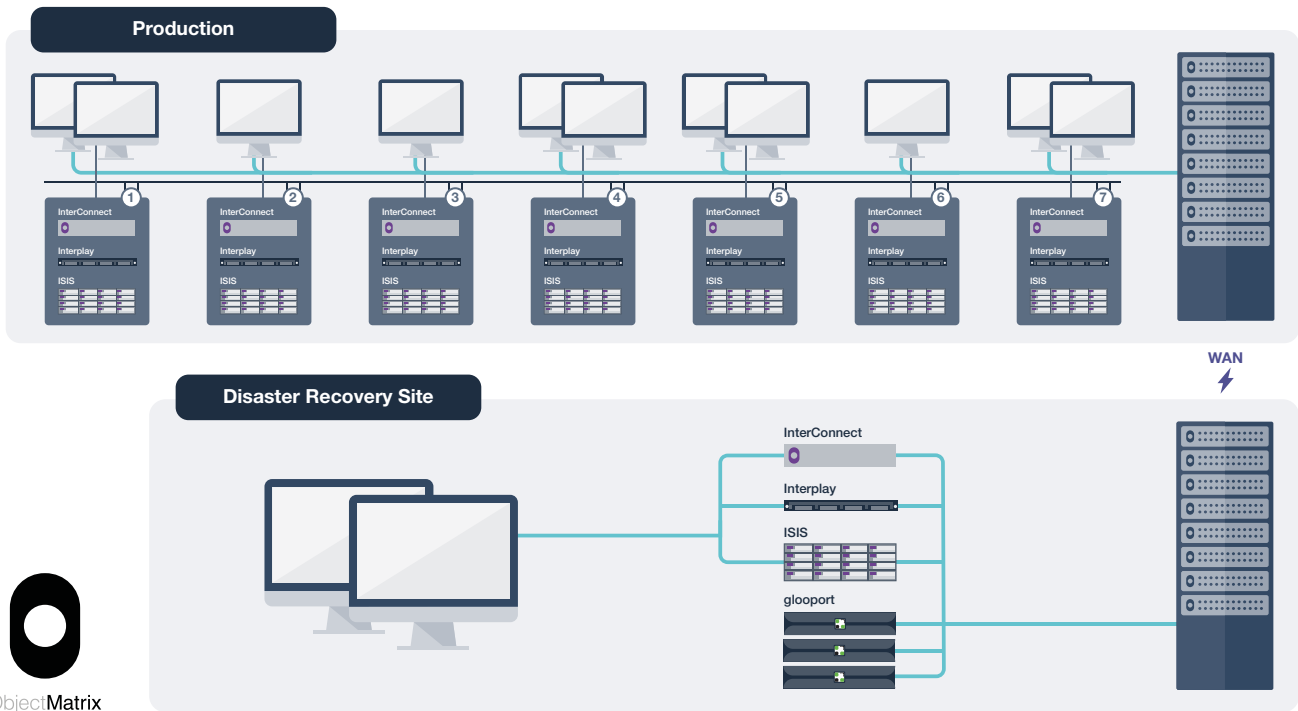 Production
1
2
3
4
5
6
7
InterConnect
Interplay
ISIS
InterConnect
Interplay
ISIS
InterConnect
Interplay
ISIS
InterConnect
Interplay
ISIS
InterConnect
Interplay
ISIS
InterConnect
Interplay
ISIS
InterConnect
Interplay
ISIS
WAN
Disaster Recovery Site
InterConnect
Interplay
ISIS
glooport
ObjectMatrix